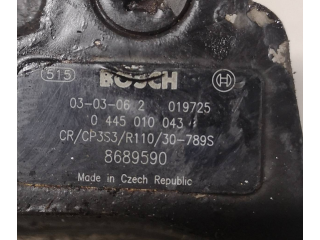 515 BOSCH
03-03-06 2 019725
0 445 010 043
CR/CP3S3/R110/30-789S
8689590
Made in Czech Republic